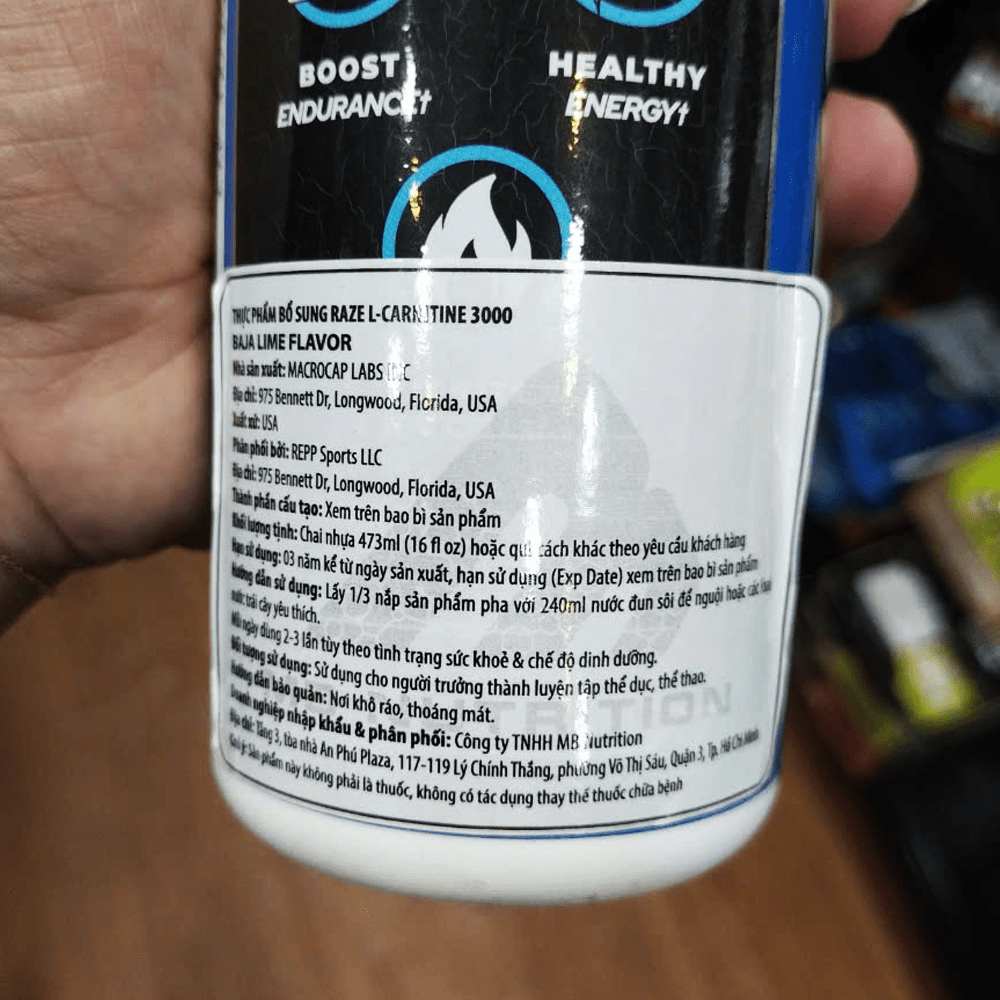 BOOST
ENDURANCE†
HEALTHY
ENERGY†
THỰC PHẨM BỔ SUNG RAZE L-CARNITINE 3000
BAJA LIME FLAVOR
Nhà sản xuất: MACROCAP LABS INC
Địa chỉ: 975 Bennett Dr, Longwood, Florida, USA
Xuất xứ: USA
Phân phối bởi: REPP Sports LLC
Địa chỉ: 975 Bennett Dr, Longwood, Florida, USA
Thành phần cấu tạo: Xem trên bao bì sản phẩm
Khối lượng tịnh: Chai nhựa 473ml (16 fl oz) hoặc qui cách khác theo yêu cầu khách hàng
Hạn sử dụng: 03 năm kể từ ngày sản xuất, hạn sử dụng (Exp Date) xem trên bao bì sản phẩm
Hướng dẫn sử dụng: Lấy 1/3 nắp sản phẩm pha với 240ml nước đun sôi để nguội hoặc các loại
nước trái cây yêu thích.
Mỗi ngày dùng 2-3 lần tùy theo tình trạng sức khoẻ & chế độ dinh dưỡng.
Đối tượng sử dụng: Sử dụng cho người trưởng thành luyện tập thể dục, thể thao.
Hướng dẫn bảo quản: Nơi khô ráo, thoáng mát.
Doanh nghiệp nhập khẩu & phân phối: Công ty TNHH MB Nutrition
Địa chỉ: Tầng 3, tòa nhà An Phú Plaza, 117-119 Lý Chính Thắng, phường Võ Thị Sáu, Quận 3, Tp. Hồ Chí Minh
Chú ý: Sản phẩm này không phải là thuốc, không có tác dụng thay thế thuốc chữa bệnh